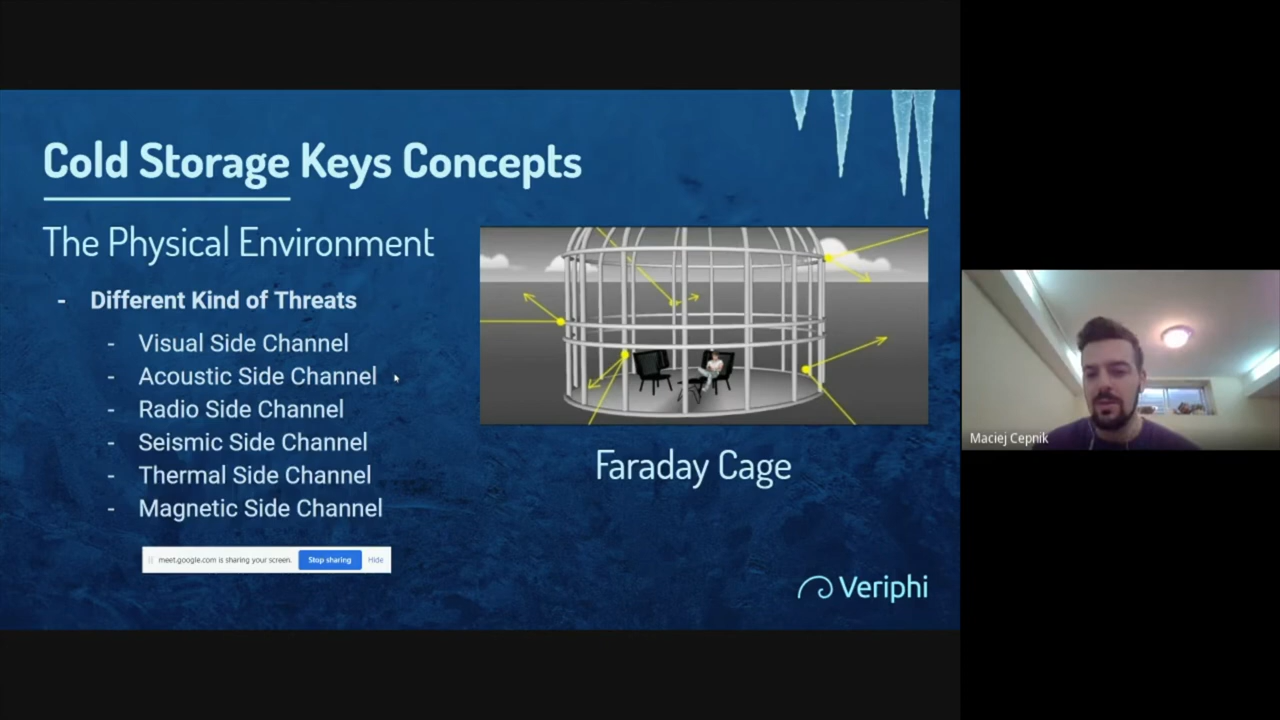 Cold Storage Keys Concepts
The Physical Environment
- Different Kind of Threats
- Visual Side Channel
- Acoustic Side Channel
- Radio Side Channel
- Seismic Side Channel
- Thermal Side Channel
- Magnetic Side Channel
Faraday Cage
meet.google.com is sharing your screen. Stop sharing Hide
Veriphi
Maciej Cepnik